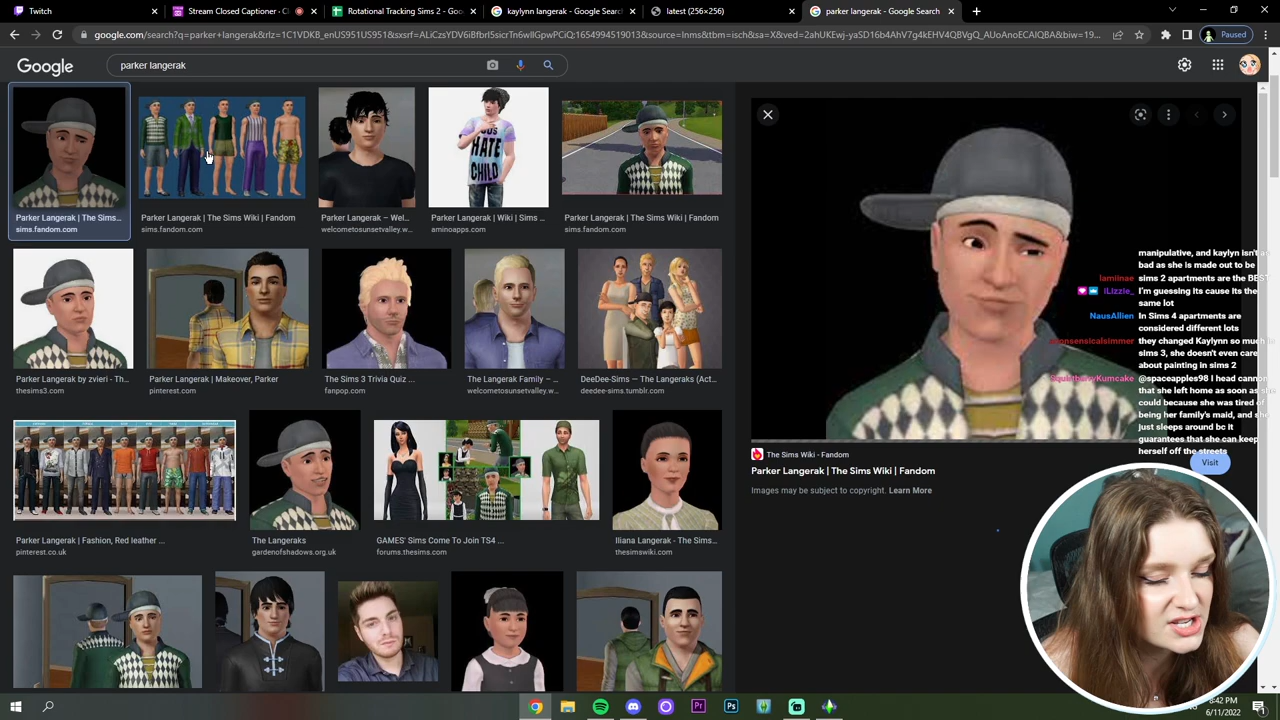 Twitch
Stream Closed Captioner -
Rotational Tracking Sims 2 - Goo
kaylynn langerak - Google Search
latest (256×256)
parker langerak - Google Search
Paused
Google
parker langerak
Parker Langerak | The Sims...
sims.fandom.com
Parker Langerak | The Sims Wiki | Fandom
sims.fandom.com
Parker Langerak – Wel...
welcometosunsetvalley.w...
Parker Langerak | Wiki | Sims ...
aminoapps.com
Parker Langerak | The Sims Wiki | Fandom
sims.fandom.com
Parker Langerak by zvieri - Th...
thesims3.com
Parker Langerak | Makeover, Parker
pinterest.com
The Sims 3 Trivia Quiz ...
fanpop.com
The Langerak Family – ...
welcometosunsetvalley.w...
DeeDee-Sims — The Langeraks (Act...
deedee-sims.tumblr.com
Parker Langerak | Fashion, Red leather ...
pinterest.co.uk
The Langeraks
gardenofshadows.org.uk
GAMES' Sims Come To Join TS4 ...
forums.thesims.com
Iliana Langerak - The Sims...
thesimswiki.com
The Sims Wiki - Fandom
Parker Langerak | The Sims Wiki | Fandom
Images may be subject to copyright. Learn More
Visit
manipulative, and kaylyn isn't
bad as she is made out to be
lamiinae sims 2 apartments are the BEST
iLizzie_ I'm guessing its cause its the
same lot
NausAllien In Sims 4 apartments are
considered different lots
they changed Kaylynn so much
sims 3, she doesn't even care
about painting in sims 2
@spaceapples98 I head cannon
that she left home as soon as she
could because she was tired of
being her family's maid, and she
just sleeps around bc it
guarantees that she can keep
herself off the streets
8:42 PM
6/11/2022